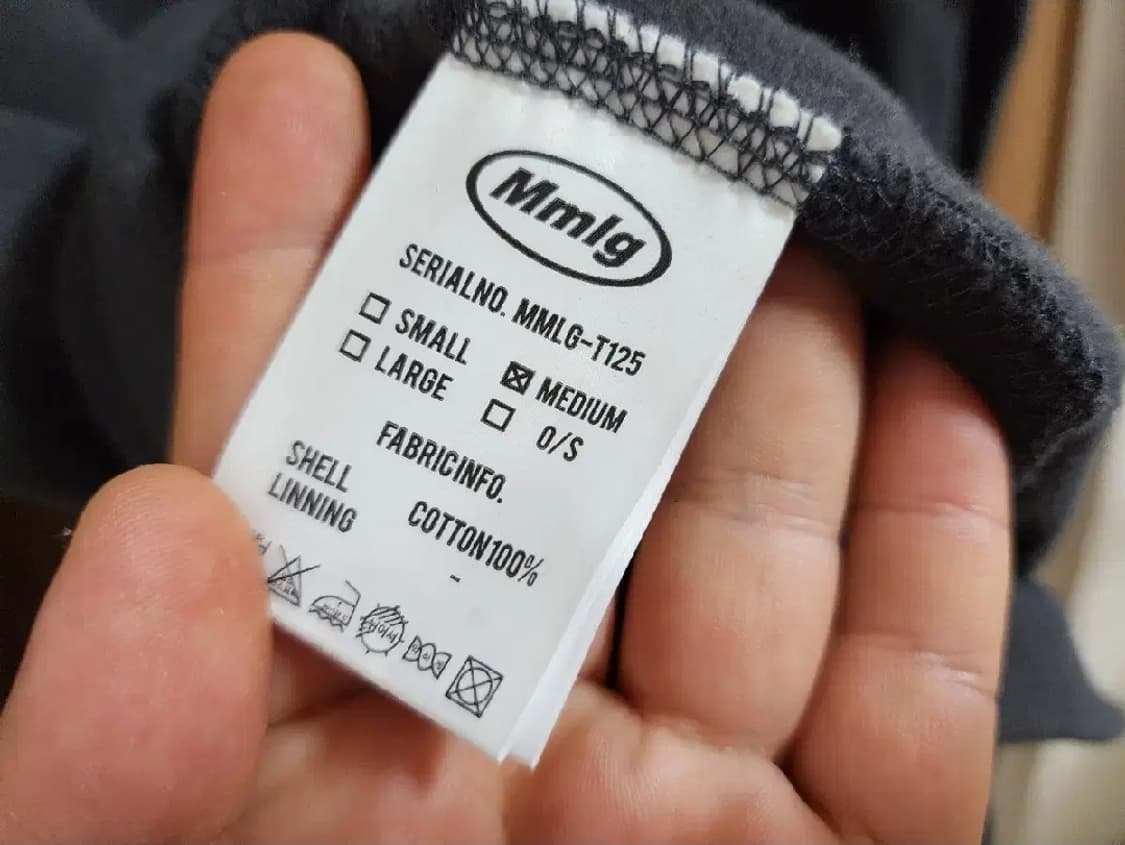 Mmlg
SERIALNO. MMLG-T125
SMALL
MEDIUM
LARGE
O/S
FABRICINFO.
SHELL
COTTON100%
LINNING
-